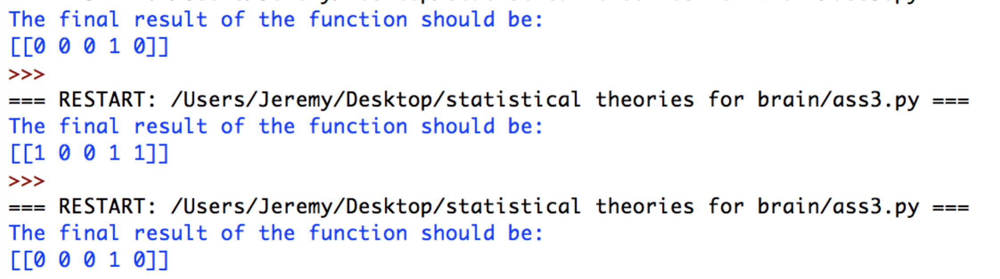 The final result of the function should be:
[[0 0 0 1 0]]
>>>
=== RESTART: /Users/Jeremy/Desktop/statistical theories for brain/ass3.py ===
The final result of the function should be:
[[1 0 0 1 1]]
>>>
=== RESTART: /Users/Jeremy/Desktop/statistical theories for brain/ass3.py ===
The final result of the function should be:
[[0 0 0 1 0]]